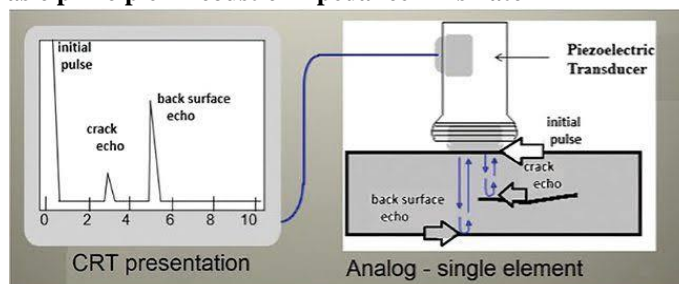 initial
pulse
crack
echo
back surface
echo
0 2 4 6 8 10
CRT presentation
Piezoelectric
Transducer
initial
pulse
crack
echo
back surface
echo
Analog - single element